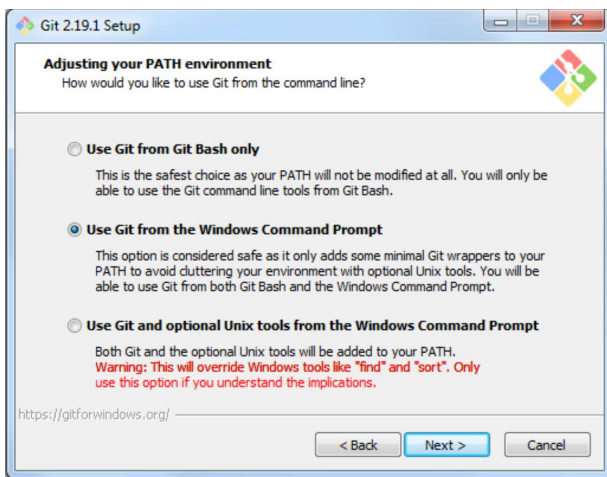 Git 2.19.1 Setup
Adjusting your PATH environment
How would you like to use Git from the command line?
Use Git from Git Bash only
This is the safest choice as your PATH will not be modified at all. You will only be
able to use the Git command line tools from Git Bash.
Use Git from the Windows Command Prompt
This option is considered safe as it only adds some minimal Git wrappers to your
PATH to avoid cluttering your environment with optional Unix tools. You will be
able to use Git from both Git Bash and the Windows Command Prompt.
Use Git and optional Unix tools from the Windows Command Prompt
Both Git and the optional Unix tools will be added to your PATH.
Warning: This will override Windows tools like "find" and "sort". Only
use this option if you understand the implications.
https://gitforwindows.org/
< Back Next > Cancel